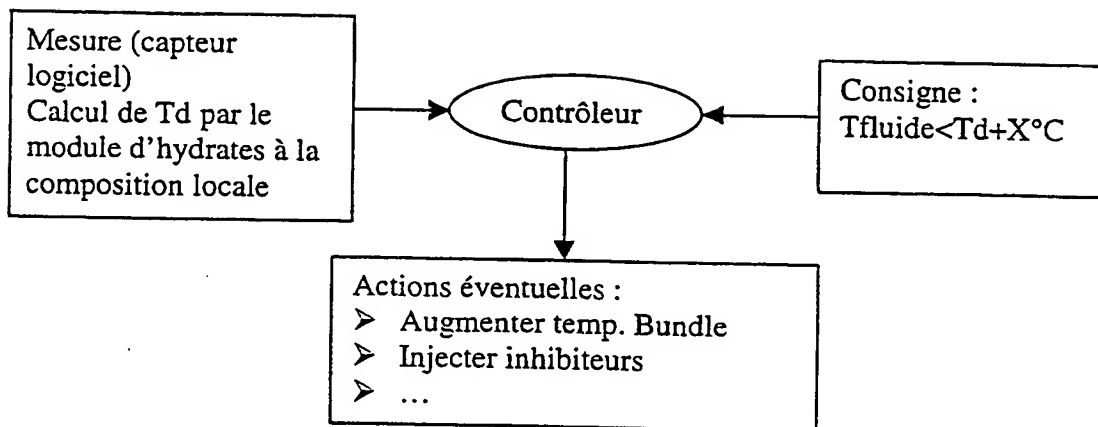 Mesure (capteur
logiciel)
Calcul de Td par le
module d'hydrates à la
composition locale
Contrôleur
Consigne :
Tfluide<Td+X°C
Actions éventuelles :
➢ Augmenter temp. Bundle
➢ Injecter inhibiteurs
➢ ...